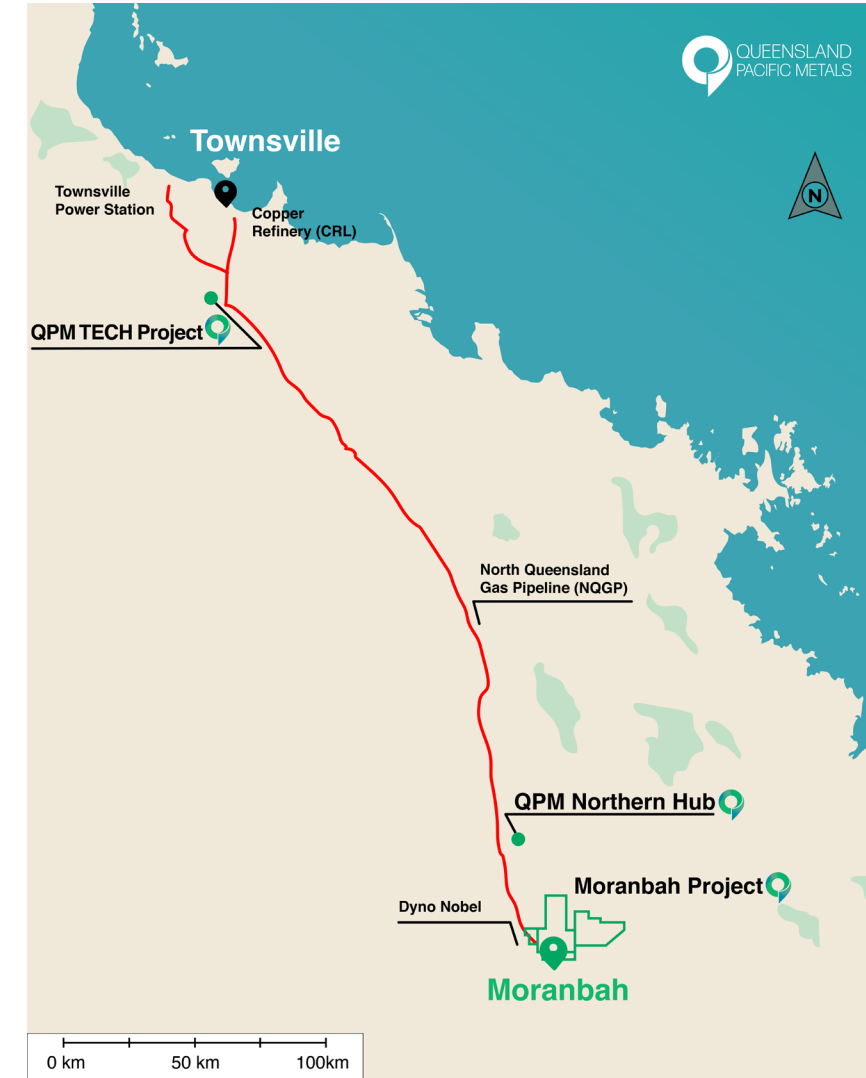 QUEENSLAND
PACIFIC METALS
Townsville
N
Townsville
Power Station
Copper
Refinery (CRL)
QPM TECH Project
North Queensland
Gas Pipeline (NQGP)
QPM Northern Hub
Moranbah Project
Dyno Nobel
Moranbah
0 km 50 km 100km